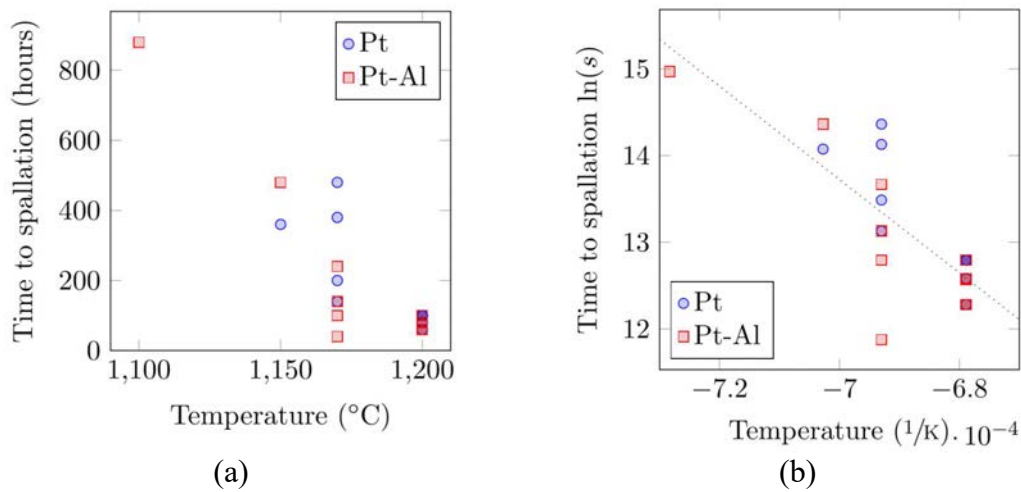 Time to spallation (hours)
800
600
400
200
0
1,100
1,150
1,200
Temperature (°C)
Pt
Pt-Al
(a)
Time to spallation ln(s)
15
14
13
12
−7.2
−7
−6.8
Temperature (1/K). 10−4
Pt
Pt-Al
(b)